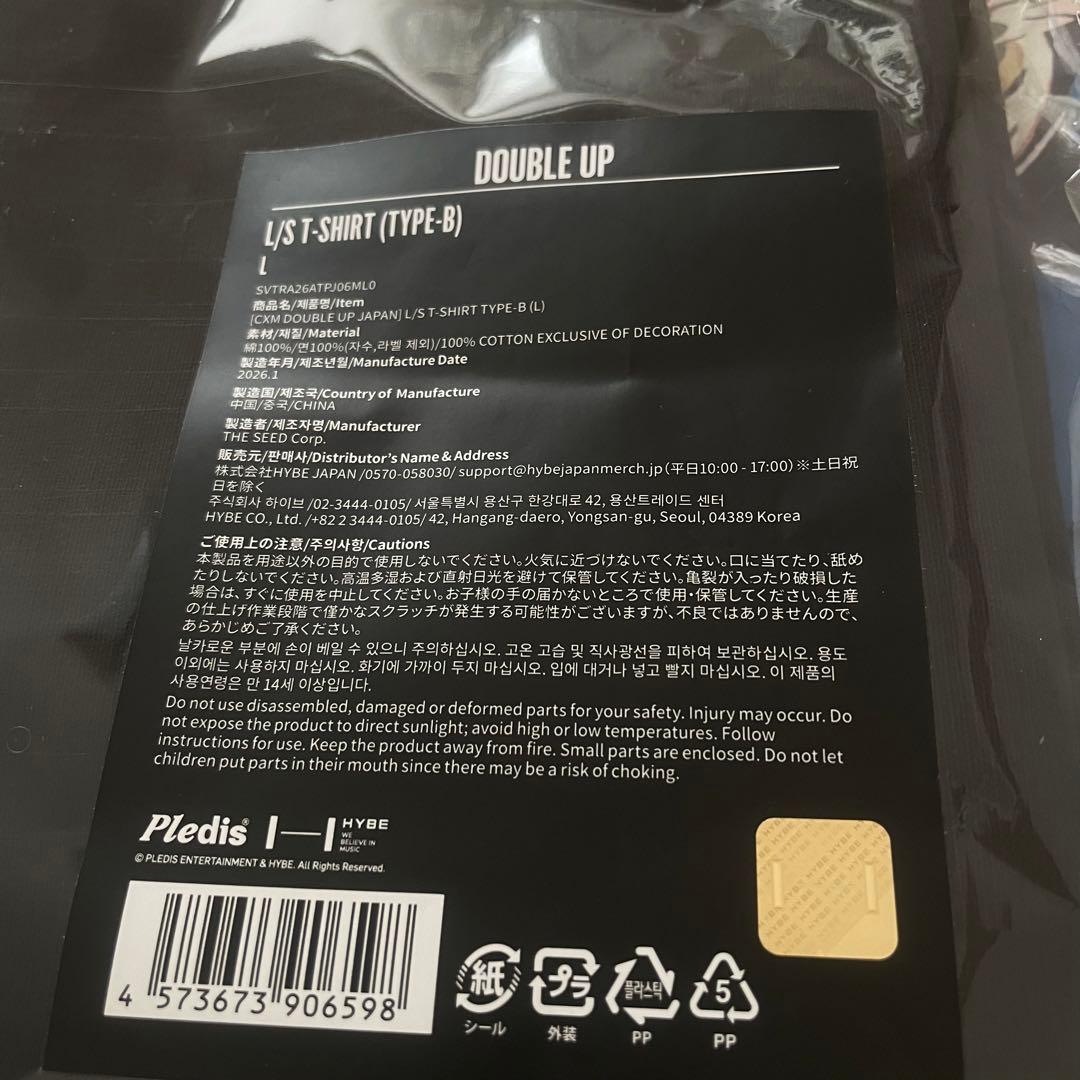 DOUBLE UP
L/S T-SHIRT (TYPE-B)
L
SVTRA26ATPJ06ML0
商品名/제품명/Item
[CXM DOUBLE UP JAPAN] L/S T-SHIRT TYPE-B (L)
素材/재질/Material
綿100%/면100%(자수,라벨 제외)/100% COTTON EXCLUSIVE OF DECORATION
製造年月/제조년월/Manufacture Date
2026.1
製造国/제조국/Country of Manufacture
中国/중국/CHINA
製造者/제조자명/Manufacturer
THE SEED Corp.
販売元/판매사/Distributor's Name & Address
株式会社HYBE JAPAN /0570-058030/ support@hybejapanmerch.jp (平日10:00 - 17:00) ※土日祝
日を除く
주식회사 하이브 /02-3444-0105/ 서울특별시 용산구 한강대로 42, 용산트레이드 센터
HYBE CO., Ltd. /+82 2 3444-0105/ 42, Hangang-daero, Yongsan-gu, Seoul, 04389 Korea
ご使用上の注意/주의사항/Cautions
本製品を用途以外の目的で使用しないでください。火気に近づけないでください。口に当てたり、舐め
たりしないでください。高温多湿および直射日光を避けて保管してください。亀裂が入ったり破損した
場合は、すぐに使用を中止してください。お子様の手の届かないところで使用・保管してください。生産
の仕上げ作業段階で僅かなスクラッチが発生する可能性がございますが、不良ではありませんので、
あらかじめご了承ください。
날카로운 부분에 손이 베일 수 있으니 주의하십시오. 고온 고습 및 직사광선을 피하여 보관하십시오. 용도
이외에는 사용하지 마십시오. 화기에 가까이 두지 마십시오. 입에 대거나 넣고 빨지 마십시오. 이 제품의
사용연령은 만 14세 이상입니다.
Do not use disassembled, damaged or deformed parts for your safety. Injury may occur. Do
not expose the product to direct sunlight; avoid high or low temperatures. Follow
instructions for use. Keep the product away from fire. Small parts are enclosed. Do not let
children put parts in their mouth since there may be a risk of choking.
Pledis® HYBE
WE
BELIEVE IN
MUSIC
© PLEDIS ENTERTAINMENT & HYBE. All Rights Reserved.
4 573673 906598
紙 プラ 플라스틱 5
シール 外装 PP PP
HYBE HYBE HYBE